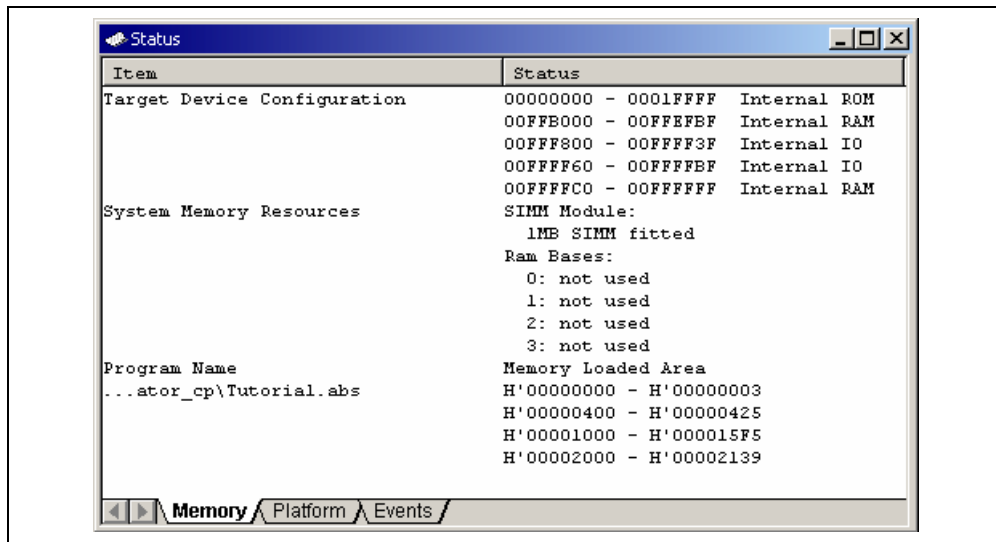 Status
Item Status
Target Device Configuration 00000000 - 0001FFFF Internal ROM
00FFB000 - 00FFEFBF Internal RAM
00FFF800 - 00FFFF3F Internal IO
00FFFF60 - 00FFFFBF Internal IO
00FFFFC0 - 00FFFFFF Internal RAM
System Memory Resources SIMM Module:
1MB SIMM fitted
Ram Bases:
0: not used
1: not used
2: not used
3: not used
Program Name Memory Loaded Area
...ator_cp\Tutorial.abs H'00000000 - H'00000003
H'00000400 - H'00000425
H'00001000 - H'000015F5
H'00002000 - H'00002139
Memory Platform Events